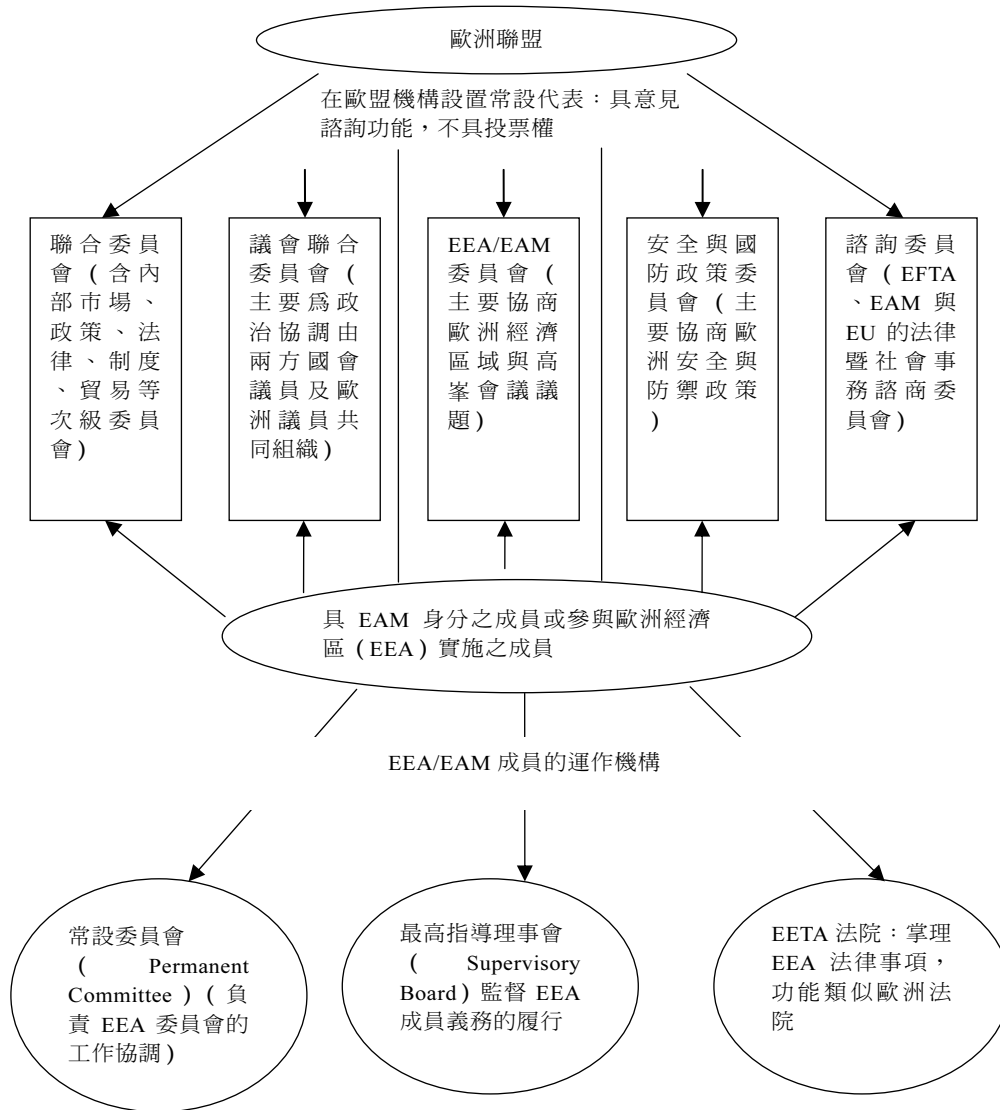 歐洲聯盟
在歐盟機構設置常設代表：具意見
諮詢功能，不具投票權
聯合委員
會（含內
部市場、
政策、法
律、制度
、貿易等
次級委員
會）
議會聯合
委員會（
主要為政
治協調由
兩方國會
議員及歐
洲議員共
同組織）
EEA/EAM
委員會（
主要協商
歐洲經濟
區域與高
峯會議議
題）
安全與國
防政策委
員會（主
要協商歐
洲安全與
防禦政策
）
諮詢委員
會（EFTA
、EAM 與
EU 的法律
暨社會事
務諮商委
員會）
具 EAM 身分之成員或參與歐洲經濟
區（EEA）實施之成員
EEA/EAM 成員的運作機構
常設委員會
（ Permanent
Committee）（負
責 EEA 委員會的
工作協調）
最高指導理事會
（ Supervisory
Board）監督 EEA
成員義務的履行
EETA 法院：掌理
EEA 法律事項，
功能類似歐洲法
院